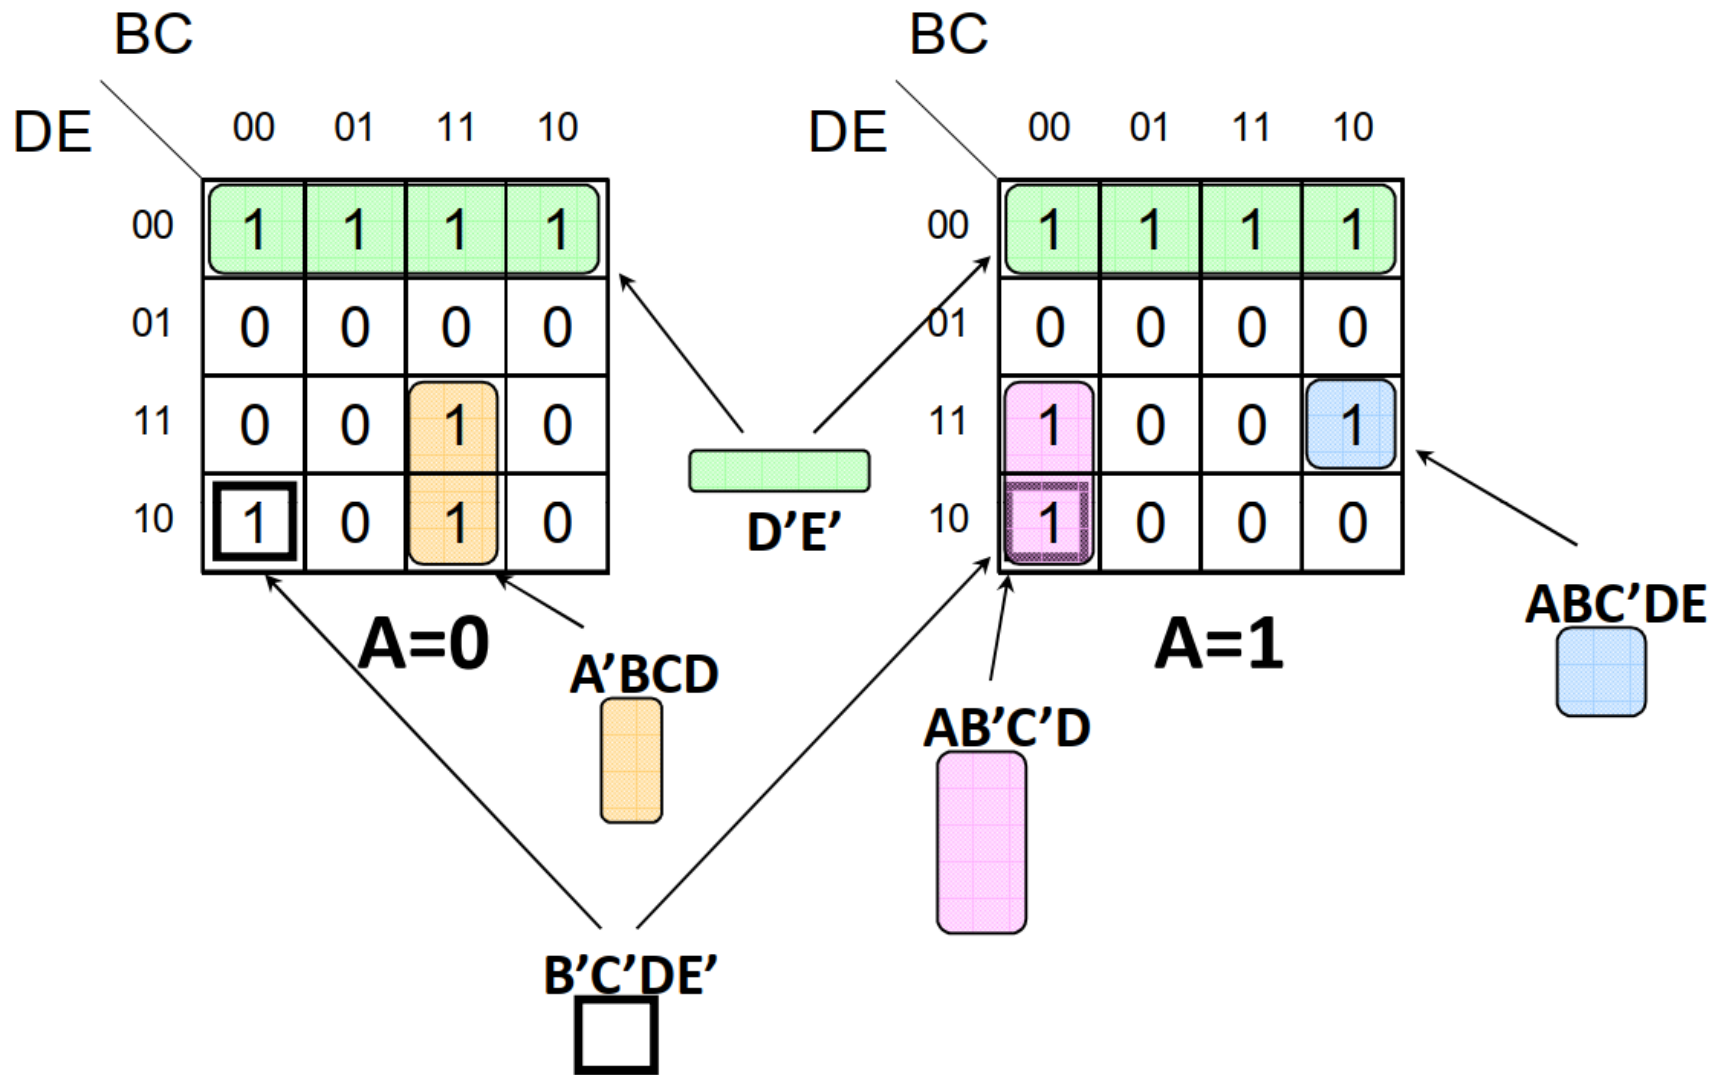 BC BC
DE 00 01 11 10 DE 00 01 11 10
00 1 1 1 1 00 1 1 1 1
01 0 0 0 0 01 0 0 0 0
11 0 0 1 0 11 1 0 0 1
10 1 0 1 0 10 1 0 0 0
D’E’
A=0 A=1
ABC’DE
A’BCD
AB’C’D
B’C’DE’